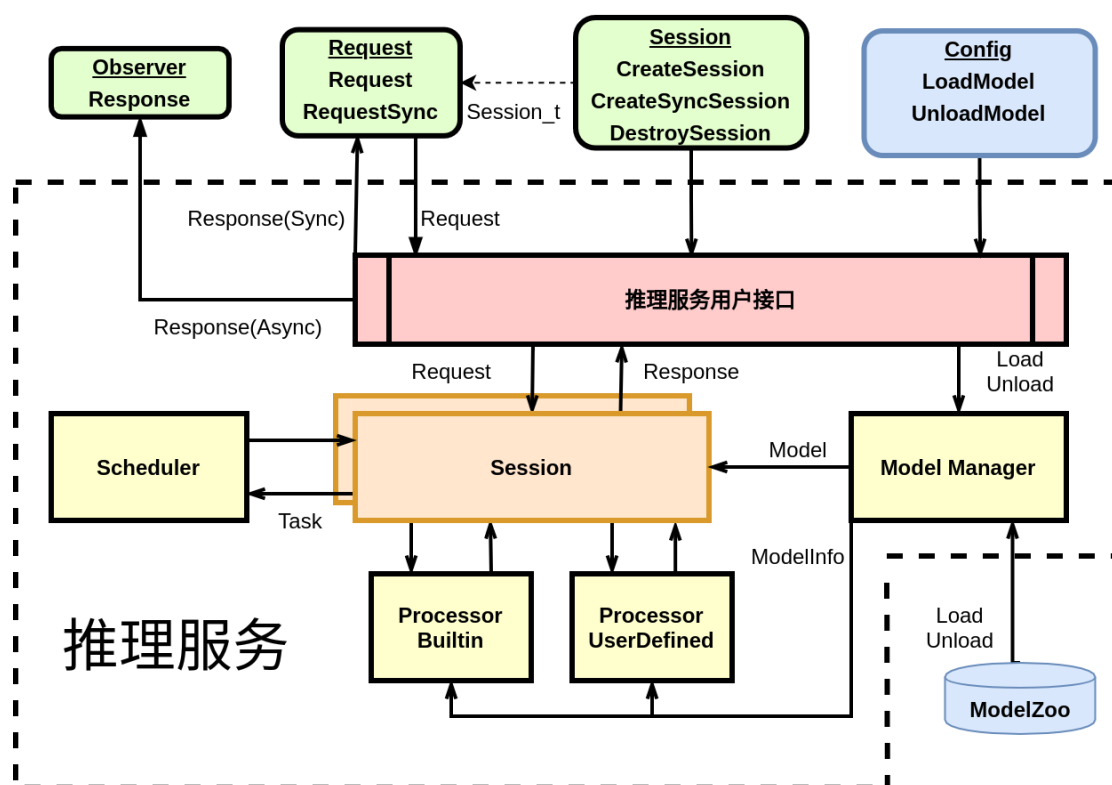 Observer
Response
Request
Request
RequestSync
Session_t
Session
CreateSession
CreateSyncSession
DestroySession
Config
LoadModel
UnloadModel
Response(Sync)
Request
推理服务用户接口
Response(Async)
Request
Response
Load
Unload
Scheduler
Session
Model
Model Manager
Task
ModelInfo
Processor
Builtin
Processor
UserDefined
推理服务
Load
Unload
ModelZoo